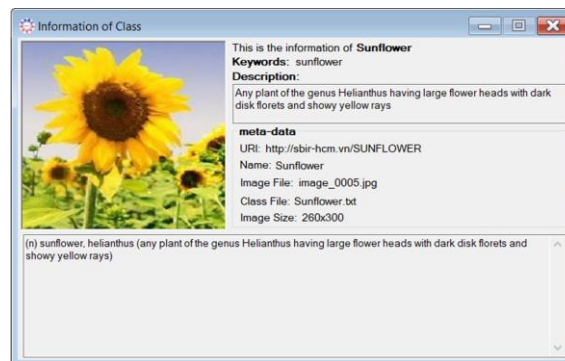 Information of Class
This is the information of Sunflower
Keywords: sunflower
Description:
Any plant of the genus Helianthus having large flower heads with dark
disk florets and showy yellow rays
meta-data
URI: http://sbir-hcm.vn/SUNFLOWER
Name: Sunflower
Image File: image_0005.jpg
Class File: Sunflower.txt
Image Size: 260x300
(n) sunflower, helianthus (any plant of the genus Helianthus having large flower heads with dark disk florets and
showy yellow rays)